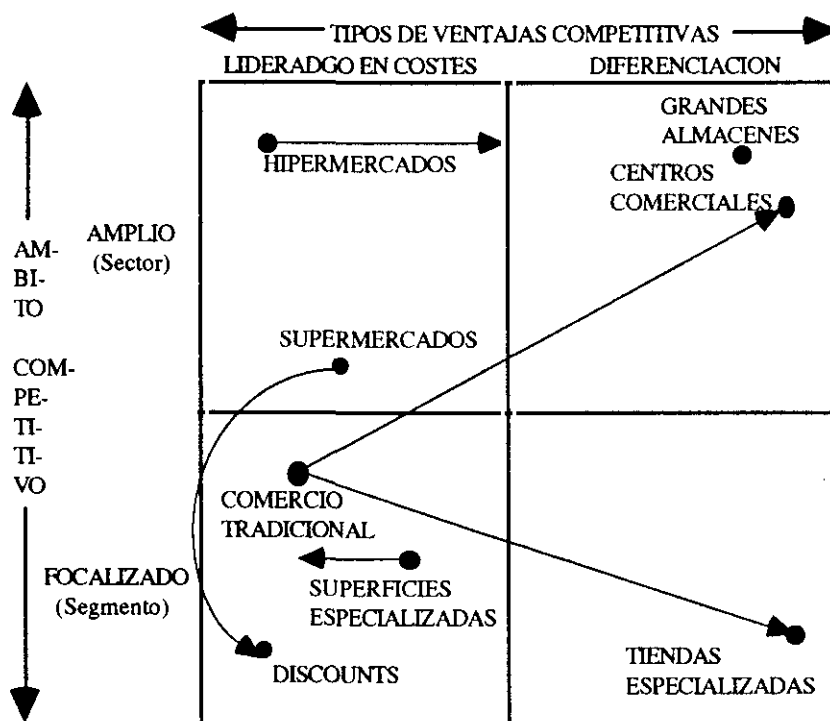 TIPOS DE VENTAJAS COMPETITIVAS
LIDERADGO EN COSTES
DIFERENCIACION
GRANDES
ALMACENES
HIPERMERCADOS
CENTROS
COMERCIALES
AMPLIO
(Sector)
AM-
BI-
TO
COM-
PE-
TI-
TI-
VO
SUPERMERCADOS
COMERCIO
TRADICIONAL
FOCALIZADO
(Segmento)
SUPERFICIES
ESPECIALIZADAS
DISCOUNTS
TIENDAS
ESPECIALIZADAS